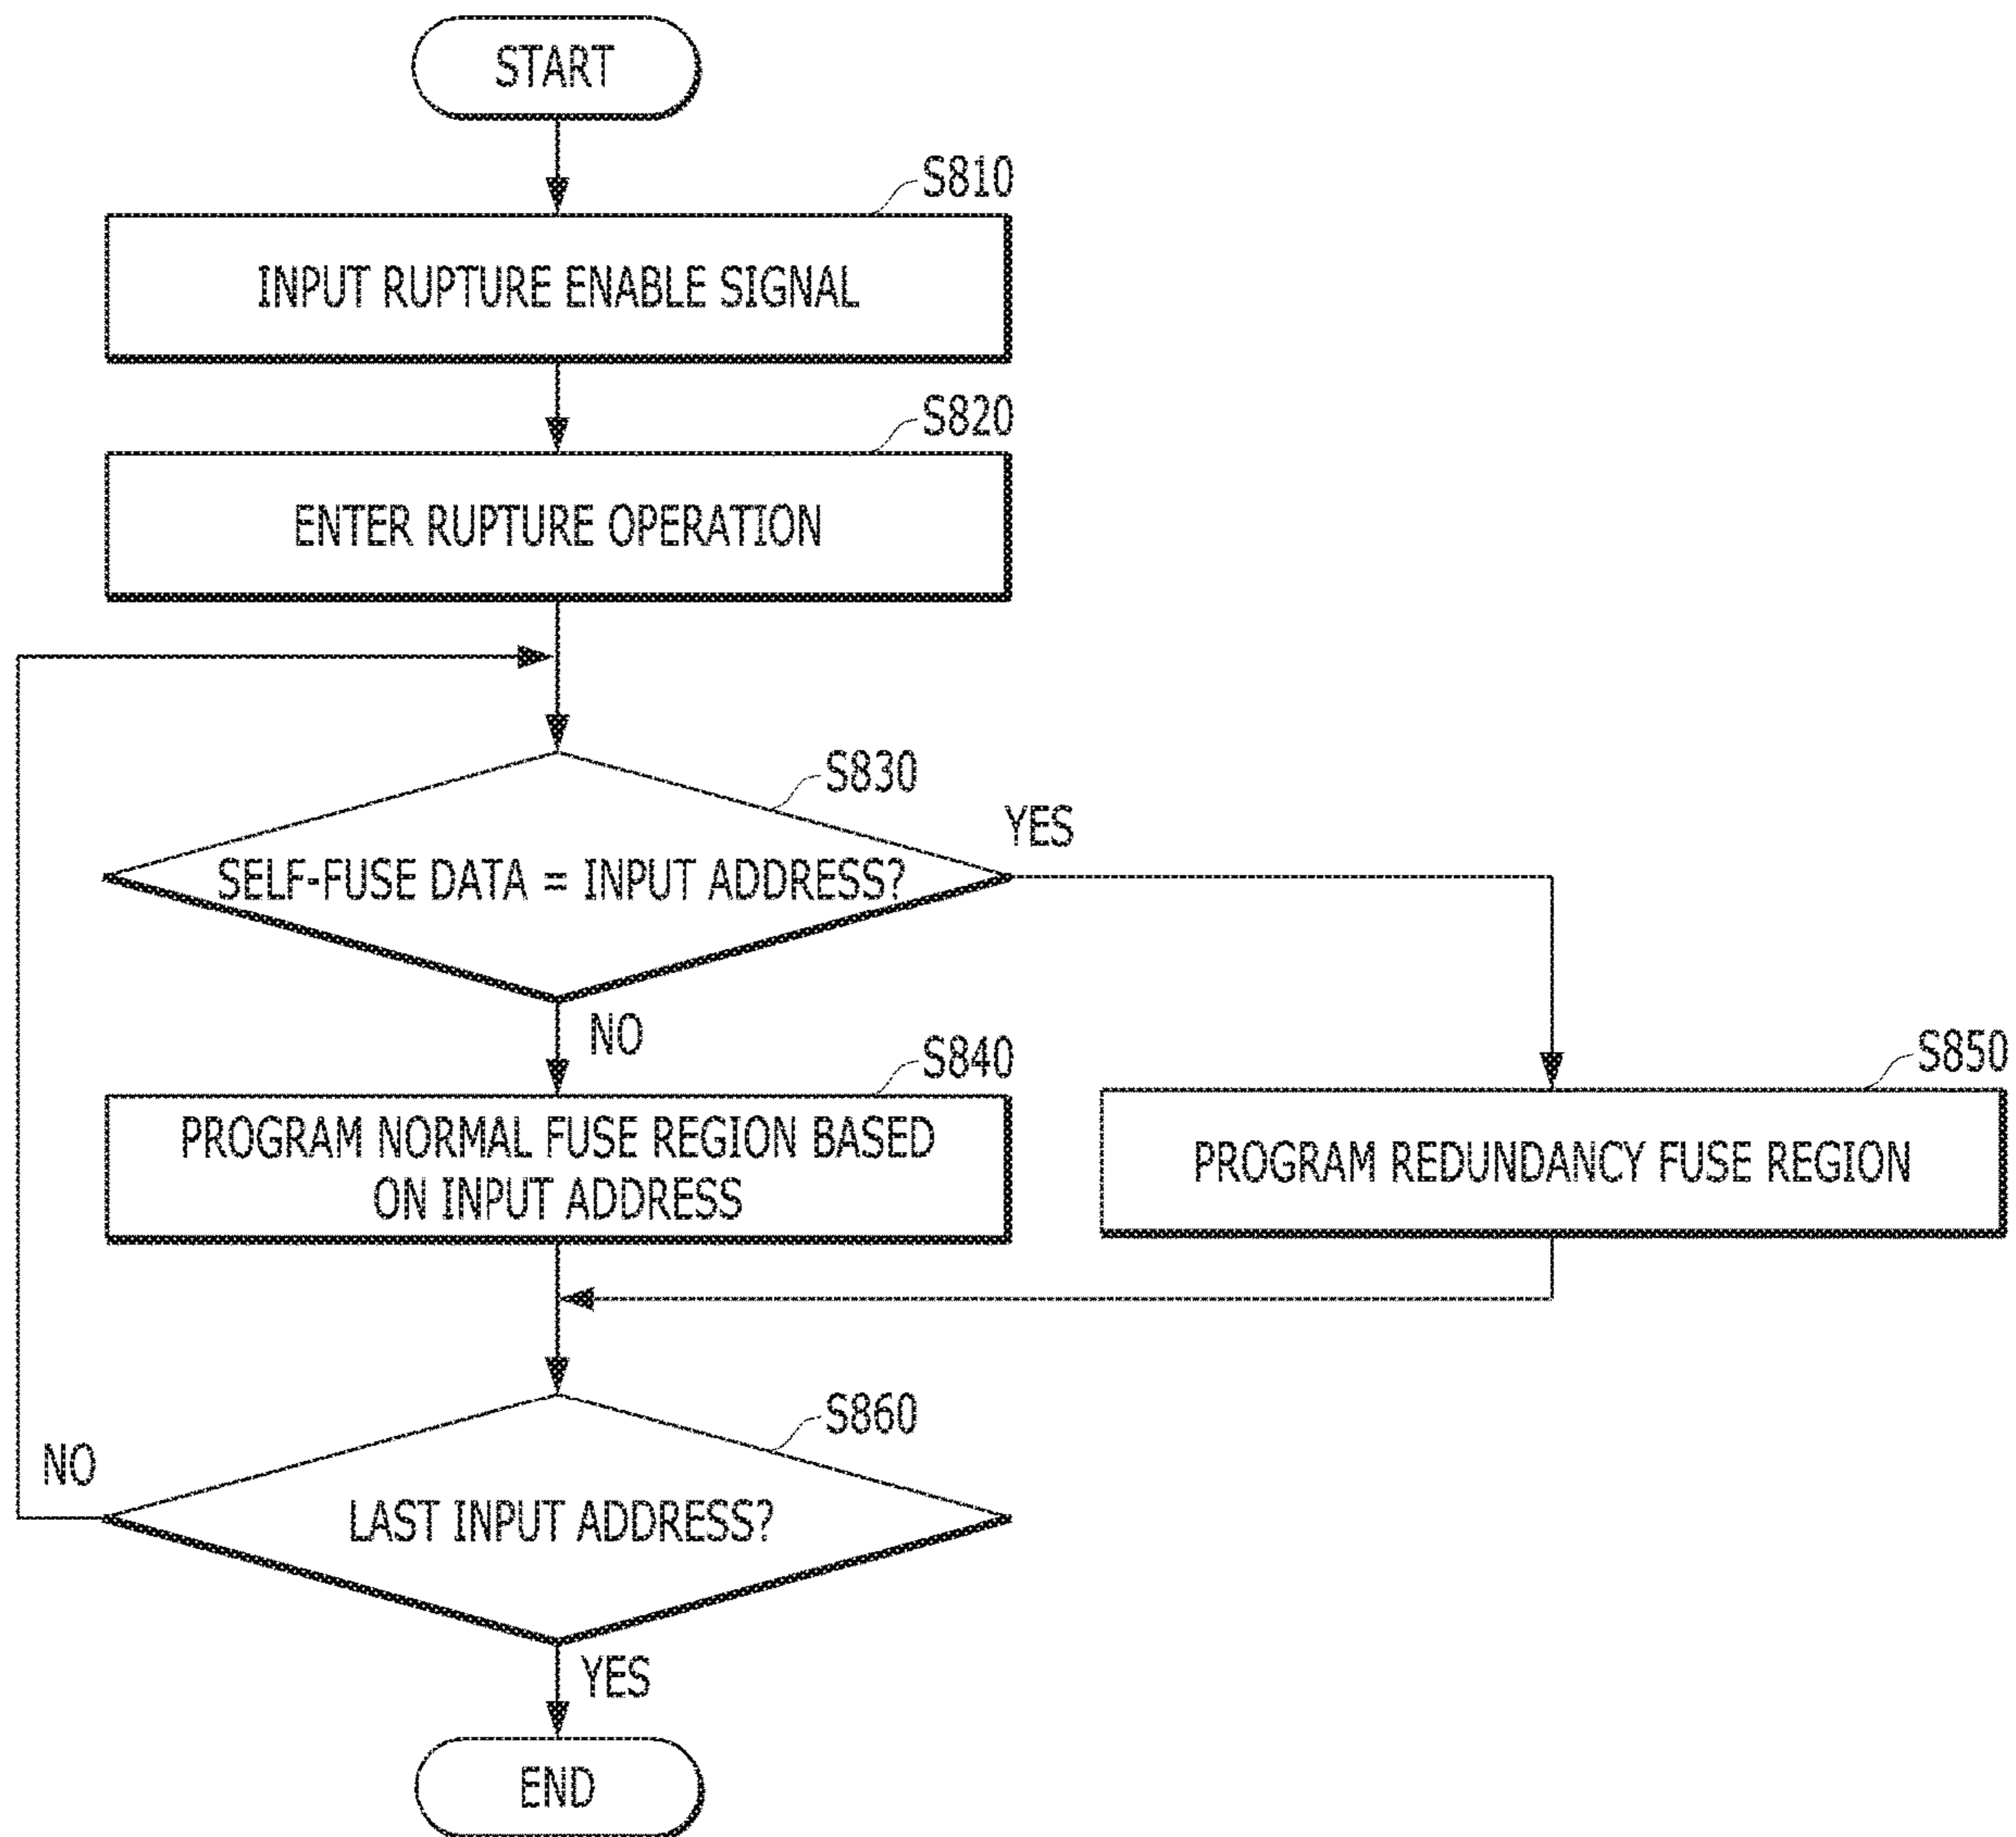 START
S810
INPUT RUPTURE ENABLE SIGNAL
S820
ENTER RUPTURE OPERATION
S830
YES
SELF-FUSE DATA = INPUT ADDRESS?
NO
S840
PROGRAM NORMAL FUSE REGION BASED
ON INPUT ADDRESS
S850
PROGRAM REDUNDANCY FUSE REGION
S860
NO
LAST INPUT ADDRESS?
YES
END